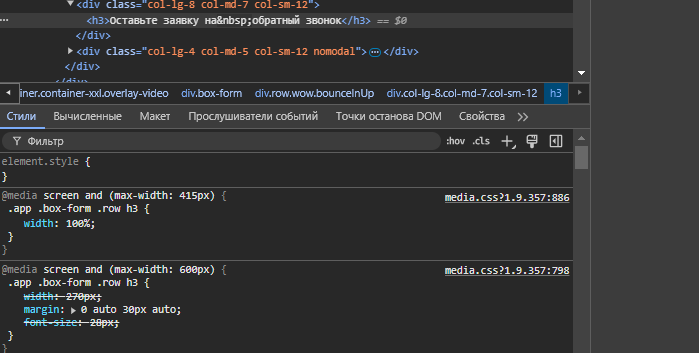 <div class="col-lg-8 col-md-7 col-sm-12">
··· <h3>Оставьте заявку на&nbsp;обратный звонок</h3> == $0
</div>
<div class="col-lg-4 col-md-5 col-sm-12 nomodal">…</div>
</div>
</div>
iner.container-xxl.overlay-video div.box-form div.row.wow.bounceInUp div.col-lg-8.col-md-7.col-sm-12 h3
Стили Вычисленные Макет Прослушиватели событий Точки останова DOM Свойства
Фильтр :hov .cls
element.style {
}
@media screen and (max-width: 415px) { media.css?1.9.357:886
.app .box-form .row h3 {
width: 100%;
}
}
@media screen and (max-width: 600px) { media.css?1.9.357:798
.app .box-form .row h3 {
width: 270px;
margin: 0 auto 30px auto;
font-size: 28px;
}
}